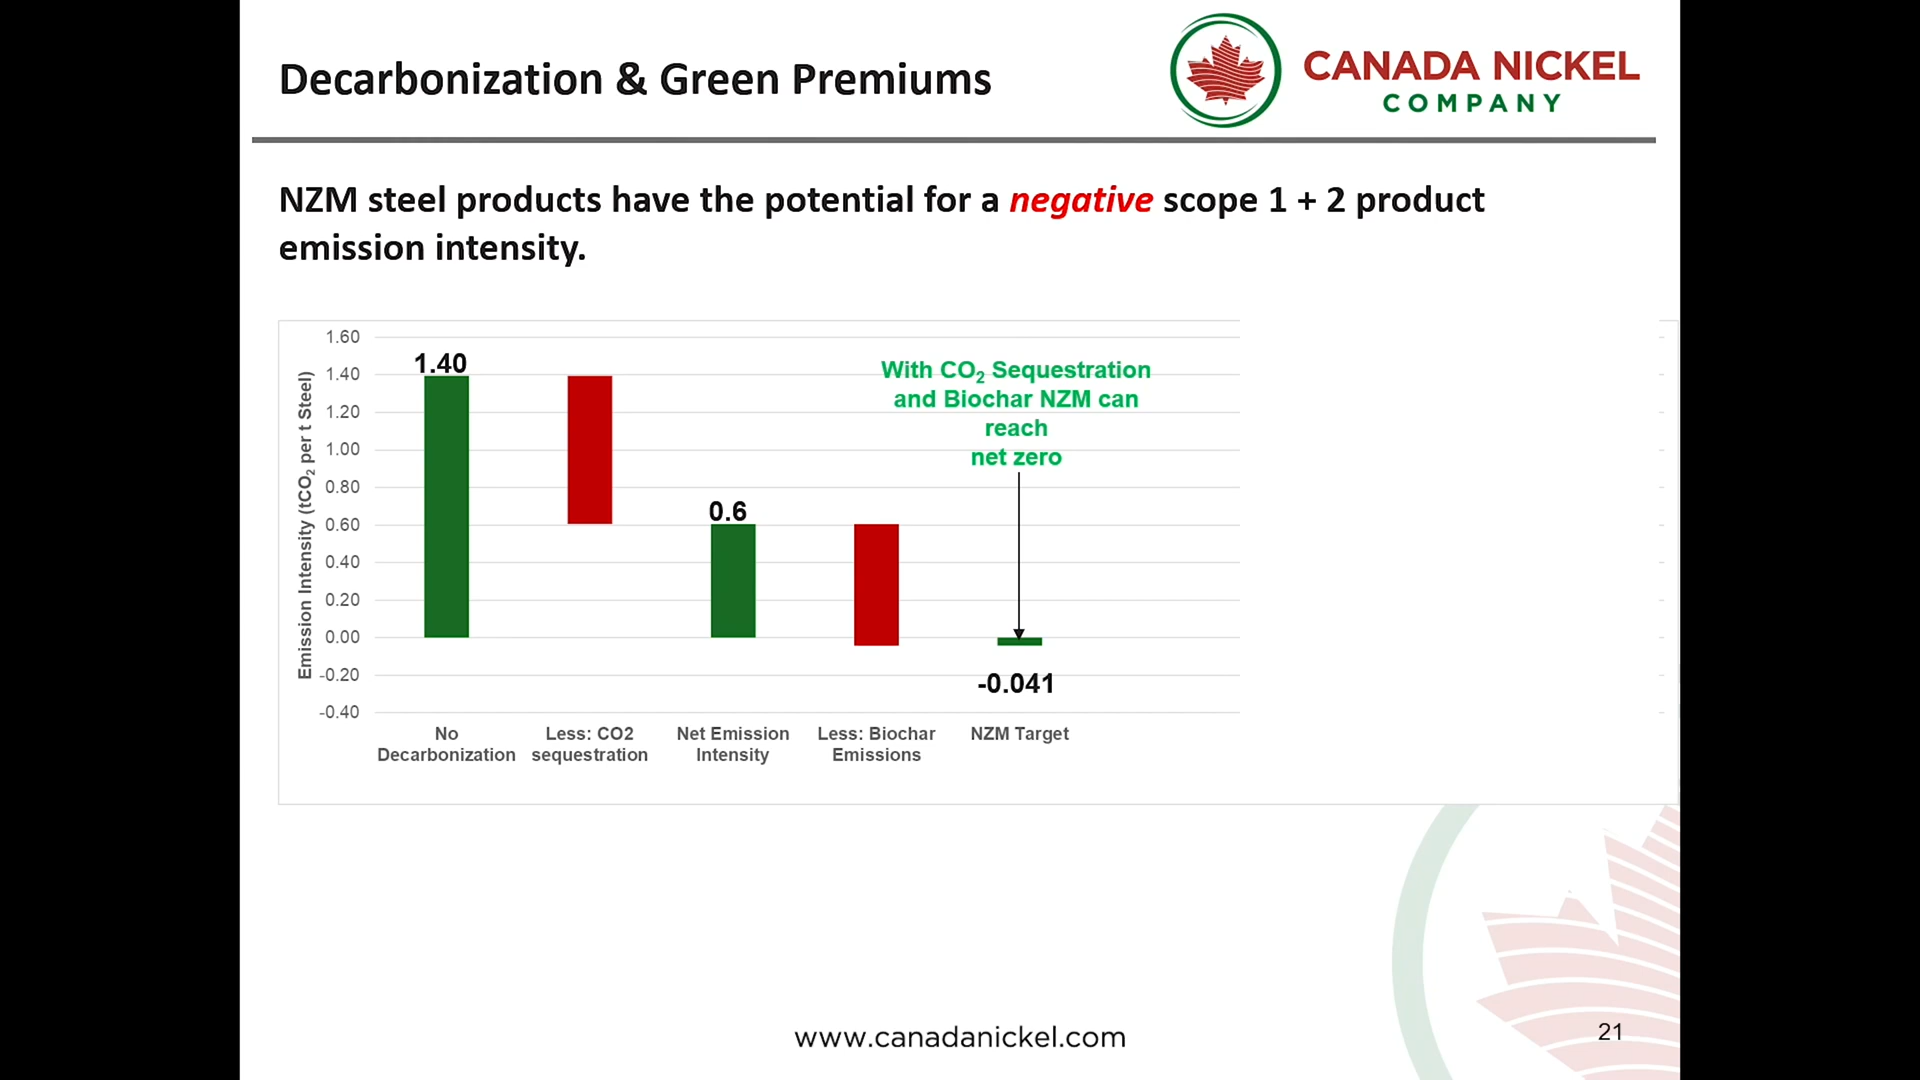 Decarbonization & Green Premiums
CANADA NICKEL
COMPANY
NZM steel products have the potential for a negative scope 1 + 2 product
emission intensity.
Emission Intensity (tCO₂ per t Steel)
1.60
1.40
1.20
1.00
0.80
0.60
0.40
0.20
0.00
-0.20
-0.40
1.40
0.6
With CO₂ Sequestration
and Biochar NZM can
reach
net zero
-0.041
No
Decarbonization
Less: CO2
sequestration
Net Emission
Intensity
Less: Biochar
Emissions
NZM Target
www.canadanickel.com
21